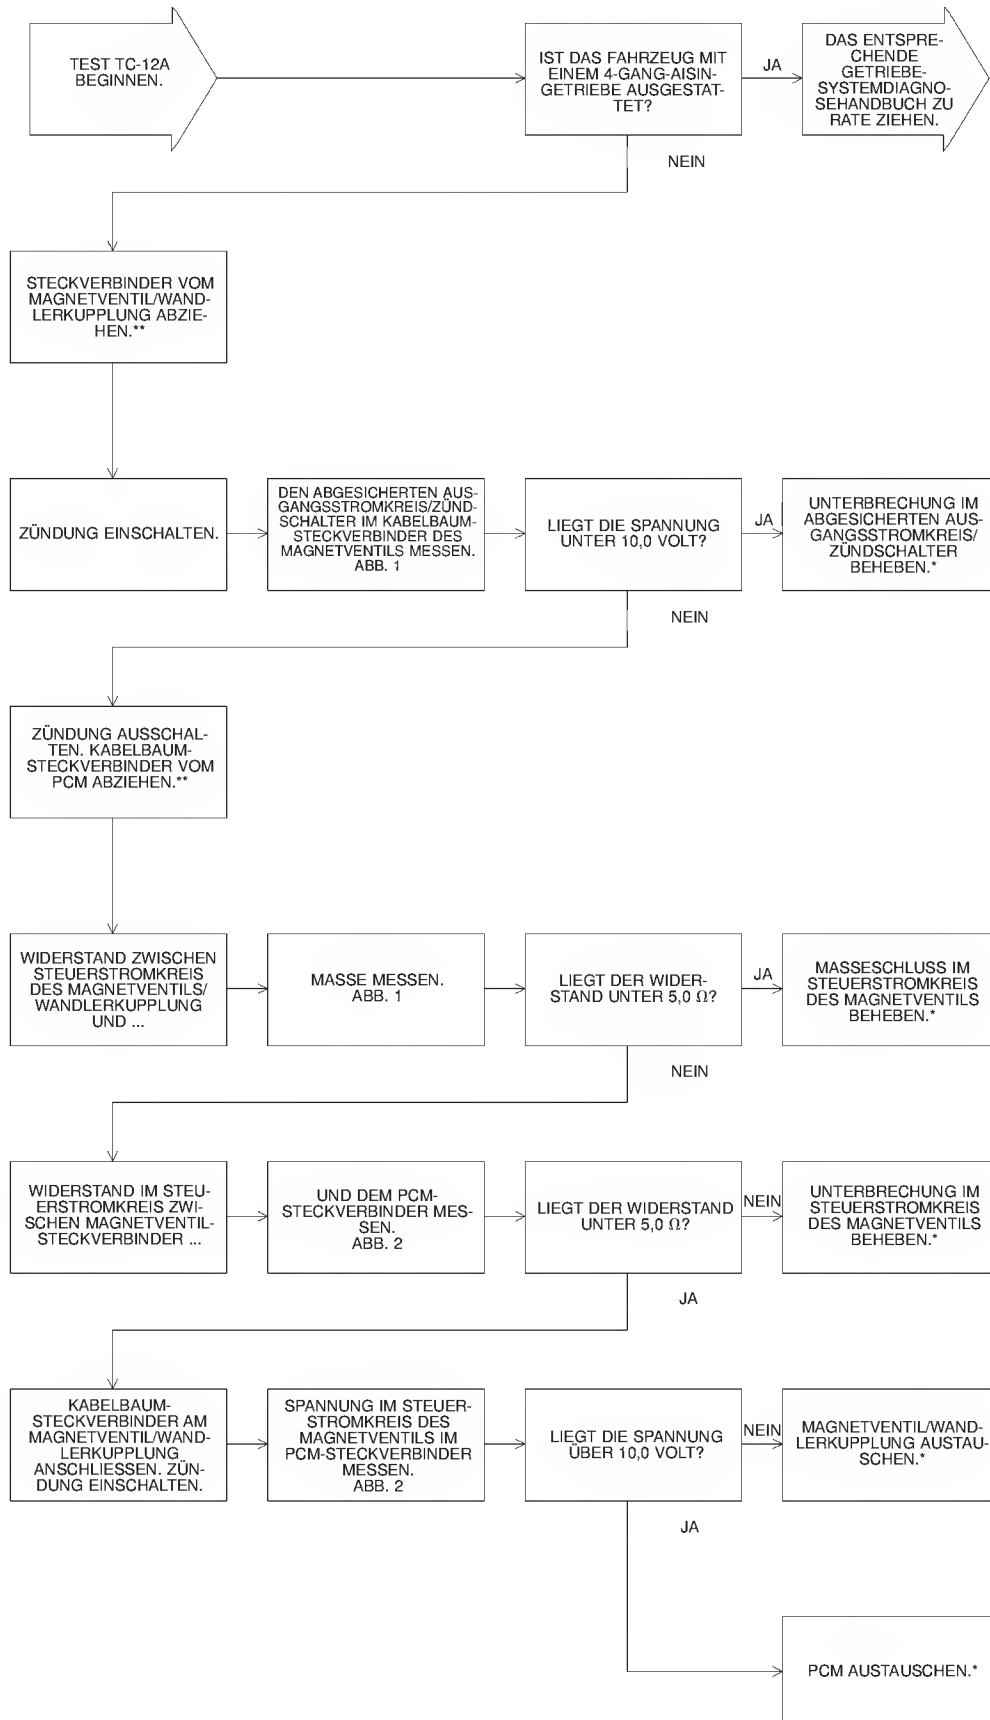 TEST TC-12A
BEGINNEN.
IST DAS FAHRZEUG MIT
EINEM 4-GANG-AISIN-
GETRIEBE AUSGESTAT-
TET?
JA
DAS ENTSPRE-
CHENDE
GETRIEBE-
SYSTEMDIAGNO-
SEHANDBUCH ZU
RATE ZIEHEN.
NEIN
STECKVERBINDER VOM
MAGNETVENTIL/WAND-
LERKUPPLUNG ABZIE-
HEN.**
ZÜNDUNG EINSCHALTEN.
DEN ABGESICHERTEN AUS-
GANGSSTROMKREIS/ZÜND-
SCHALTER IM KABELBAUM-
STECKVERBINDER DES
MAGNETVENTILS MESSEN.
ABB. 1
LIEGT DIE SPANNUNG
UNTER 10,0 VOLT?
JA
UNTERBRECHUNG IM
ABGESICHERTEN AUS-
GANGSSTROMKREIS/
ZÜNDSCHALTER
BEHEBEN.*
NEIN
ZÜNDUNG AUSSCHAL-
TEN. KABELBAUM-
STECKVERBINDER VOM
PCM ABZIEHEN.**
WIDERSTAND ZWISCHEN
STEUERSTROMKREIS
DES MAGNETVENTILS/
WANDLERKUPPLUNG
UND ...
MASSE MESSEN.
ABB. 1
LIEGT DER WIDER-
STAND UNTER 5,0 Ω?
JA
MASSESCHLUSS IM
STEUERSTROMKREIS
DES MAGNETVENTILS
BEHEBEN.*
NEIN
WIDERSTAND IM STEU-
ERSTROMKREIS ZWI-
SCHEN MAGNETVENTIL-
STECKVERBINDER ...
UND DEM PCM-
STECKVERBINDER MES-
SEN.
ABB. 2
LIEGT DER WIDERSTAND
UNTER 5,0 Ω?
NEIN
UNTERBRECHUNG IM
STEUERSTROMKREIS
DES MAGNETVENTILS
BEHEBEN.*
JA
KABELBAUM-
STECKVERBINDER AM
MAGNETVENTIL/WAND-
LERKUPPLUNG
ANSCHLIESSEN. ZÜN-
DUNG EINSCHALTEN.
SPANNUNG IM STEUER-
STROMKREIS DES
MAGNETVENTILS IM
PCM-STECKVERBINDER
MESSEN.
ABB. 2
LIEGT DIE SPANNUNG
ÜBER 10,0 VOLT?
NEIN
MAGNETVENTIL/WAND-
LERKUPPLUNG AUSTAU-
SCHEN.*
JA
PCM AUSTAUSCHEN.*